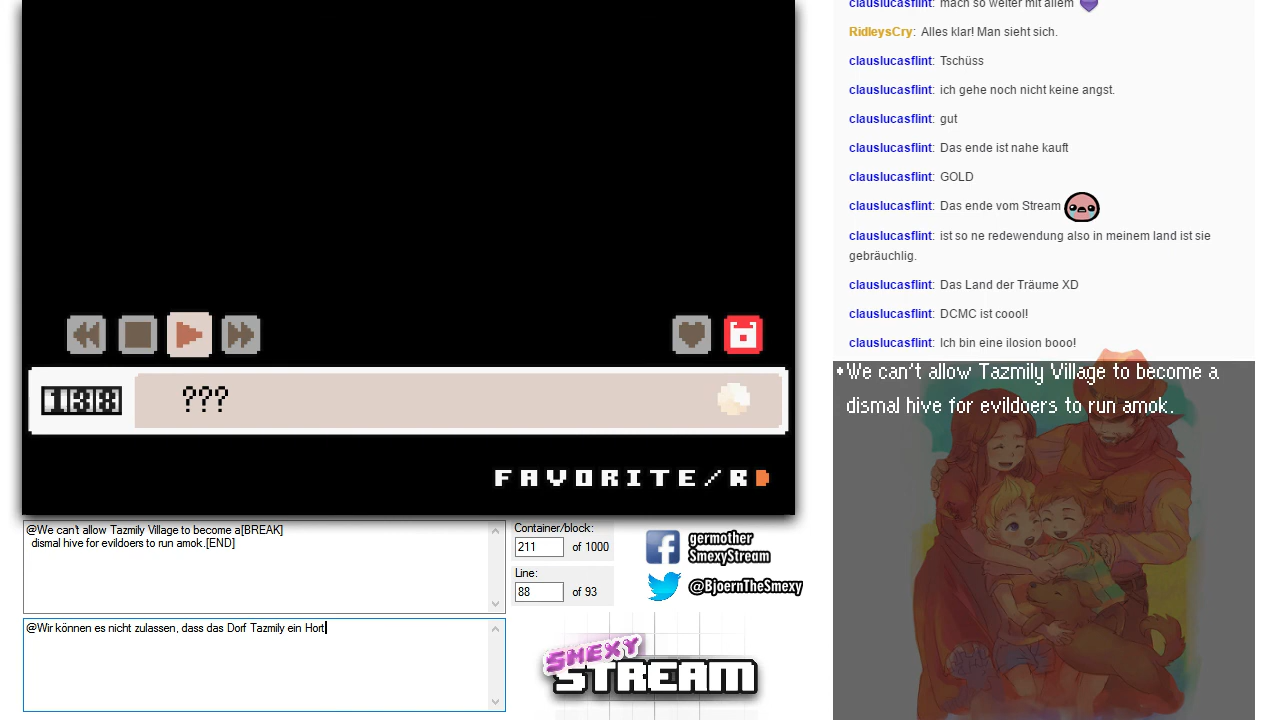 clauslucasflint: mach so weiter mit allem
RidleysCry: Alles klar! Man sieht sich.
clauslucasflint: Tschüss
clauslucasflint: ich gehe noch nicht keine angst.
clauslucasflint: gut
clauslucasflint: Das ende ist nahe kauft
clauslucasflint: GOLD
clauslucasflint: Das ende vom Stream
clauslucasflint: ist so ne redewendung also in meinem land ist sie
gebräuchlig.
clauslucasflint: Das Land der Träume XD
clauslucasflint: DCMC ist coool!
clauslucasflint: Ich bin eine ilosion booo!
•We can't allow Tazmily Village to become a
dismal hive for evildoers to run amok.
138 ???
FAVORITE/R
@We can't allow Tazmily Village to become a[BREAK]
dismal hive for evildoers to run amok.[END]
@Wir können es nicht zulassen, dass das Dorf Tazmily ein Hort
Container/block:
211 of 1000
Line:
88 of 93
germother
SmexyStream
@BjoernTheSmexy
SMEXY
STREAM